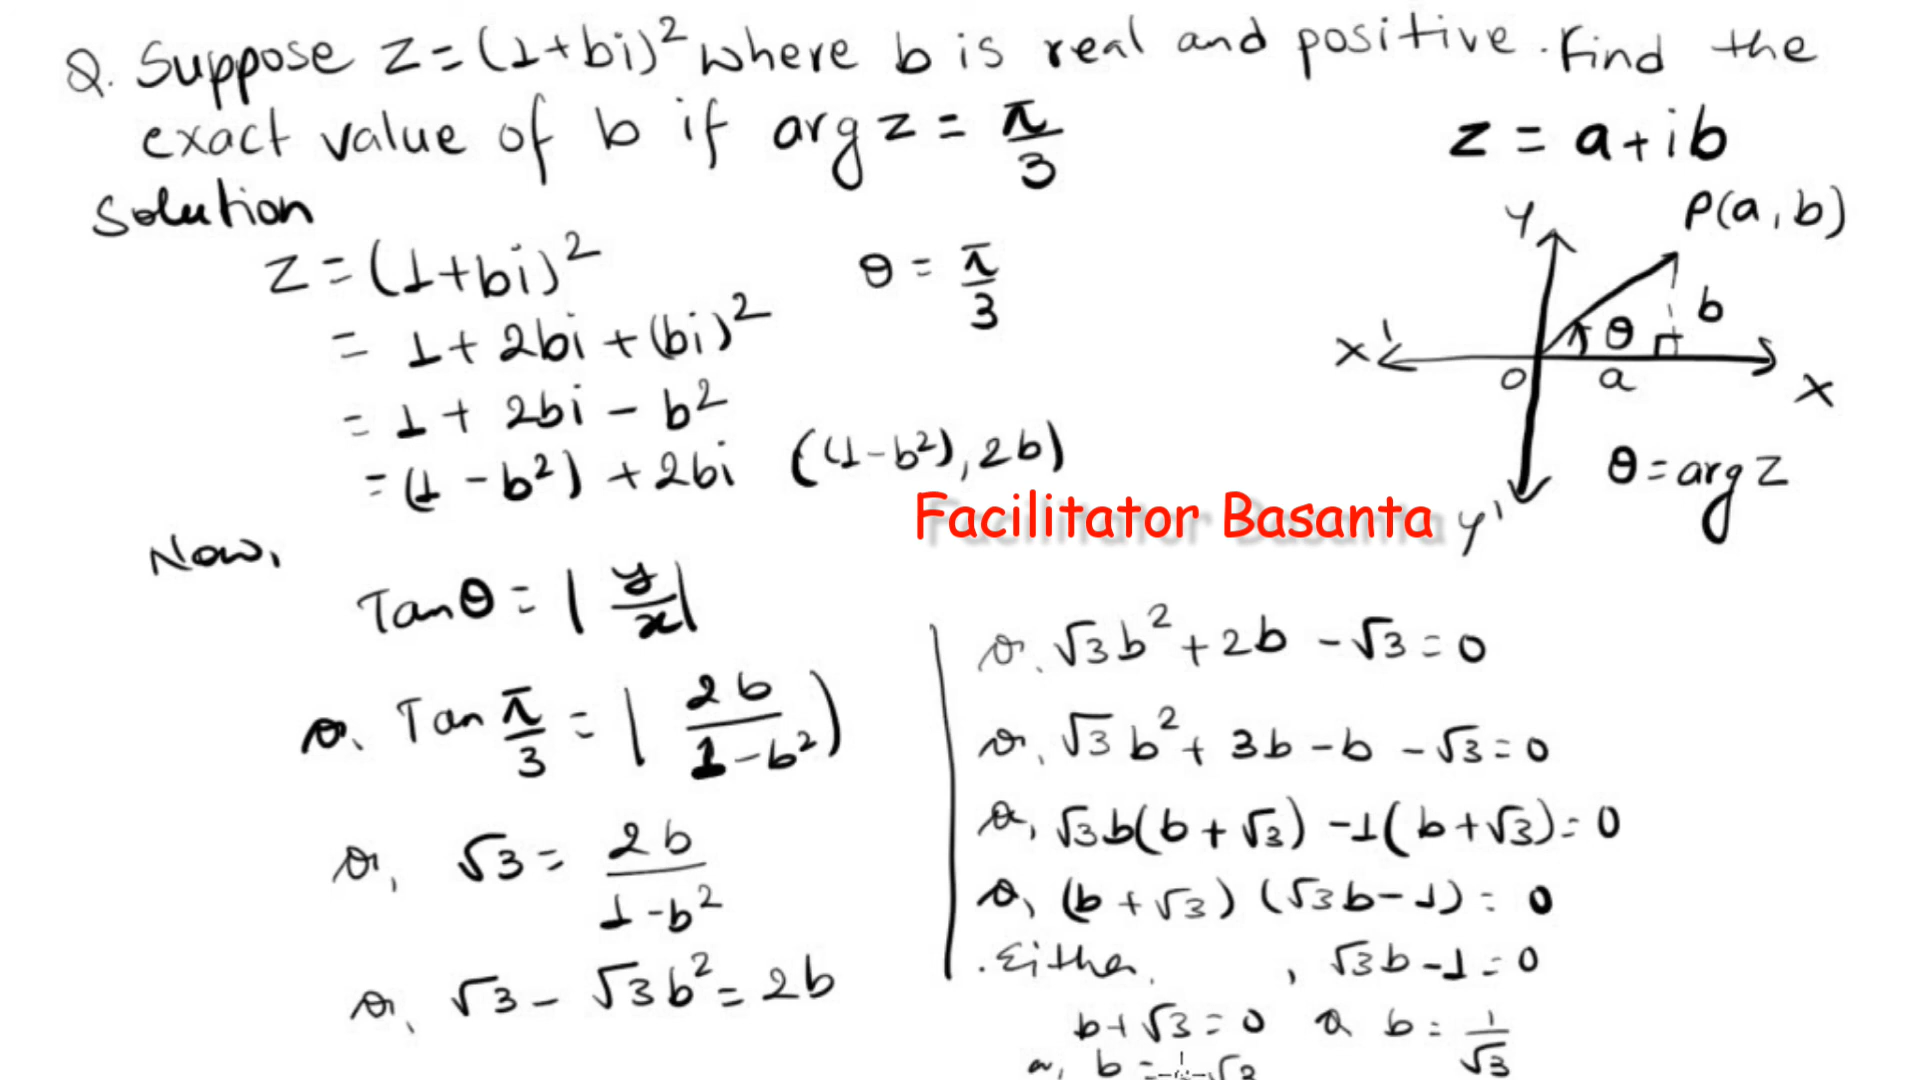 Q. Suppose z=(1+bi)² where b is real and positive. Find the
exact value of b if arg z = π/3
z = a+ib
Solution
P(a,b)
Y
z=(1+bi)²
θ = π/3
= 1+ 2bi +(bi)²
b
θ
X'
O
a
X
= 1+ 2bi - b²
=(1-b²)+2bi ((1-b²),2b)
θ=arg z
Facilitator Basanta
Y'
Now,
Tanθ = |y/x|
or, Tan π/3 = | 2b/(1-b²) )
or, √3 = 2b/(1-b²)
or, √3 - √3b² = 2b
or, √3b²+2b-√3=0
or, √3b²+3b-b-√3=0
or, √3b(b+√3)-1(b+√3)=0
or, (b+√3)(√3b-1)=0
Either, , √3b-1=0
b+√3=0 or b=1/√3
or, b=-√3